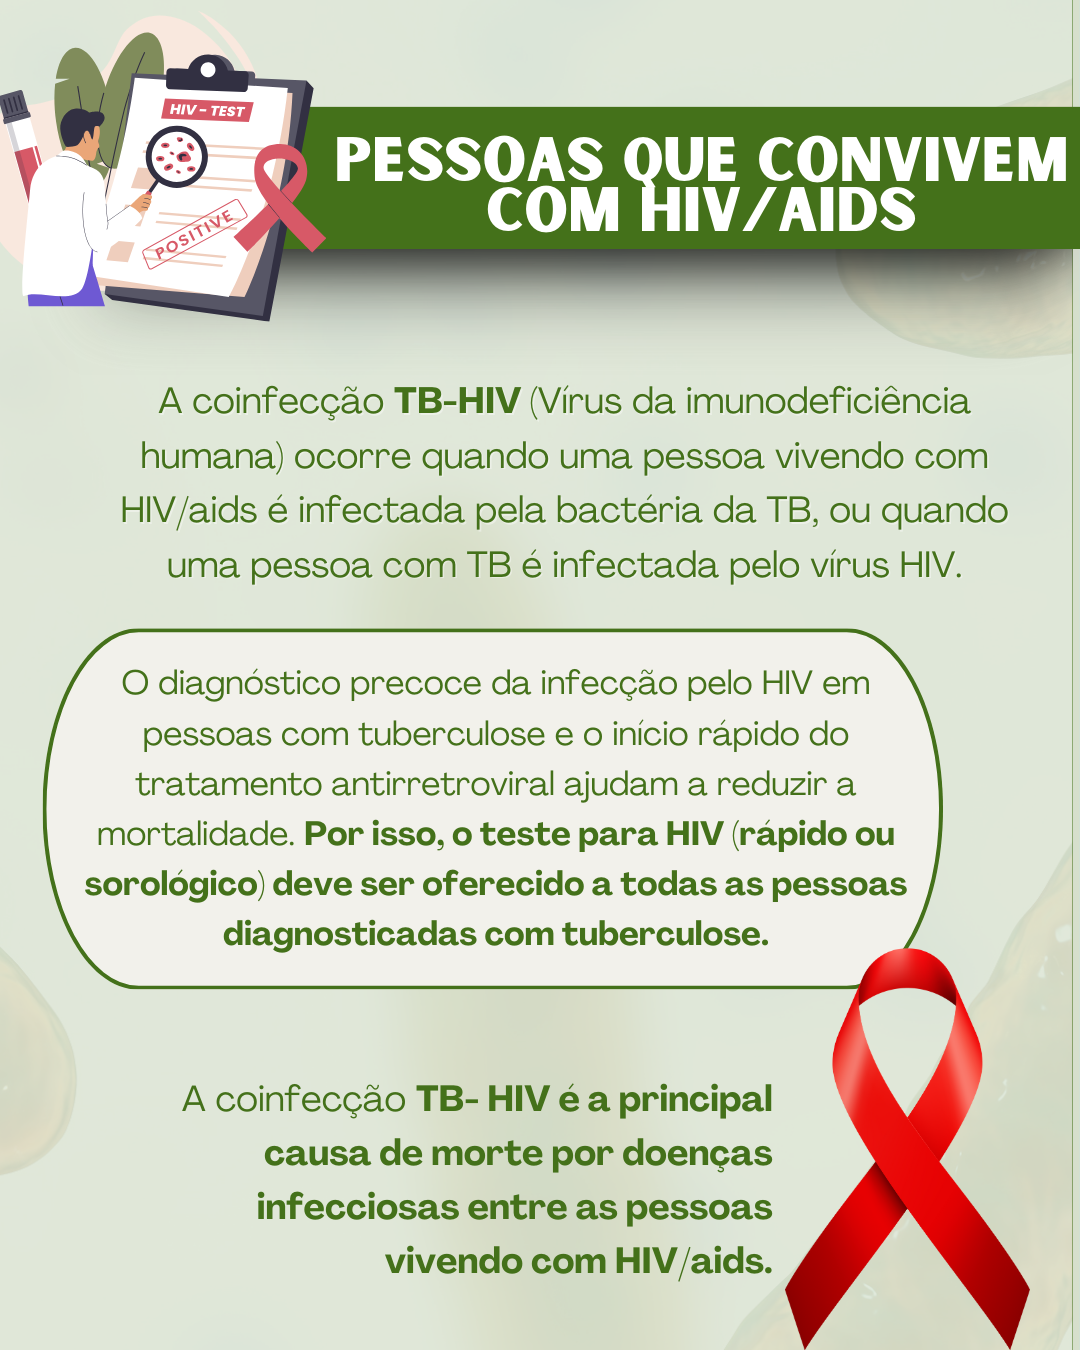 HIV - TEST
POSITIVE
PESSOAS QUE CONVIVEM
COM HIV/AIDS
A coinfecção TB-HIV (Vírus da imunodeficiência
humana) ocorre quando uma pessoa vivendo com
HIV/aids é infectada pela bactéria da TB, ou quando
uma pessoa com TB é infectada pelo vírus HIV.
O diagnóstico precoce da infecção pelo HIV em
pessoas com tuberculose e o início rápido do
tratamento antirretroviral ajudam a reduzir a
mortalidade. Por isso, o teste para HIV (rápido ou
sorológico) deve ser oferecido a todas as pessoas
diagnosticadas com tuberculose.
A coinfecção TB- HIV é a principal
causa de morte por doenças
infecciosas entre as pessoas
vivendo com HIV/aids.